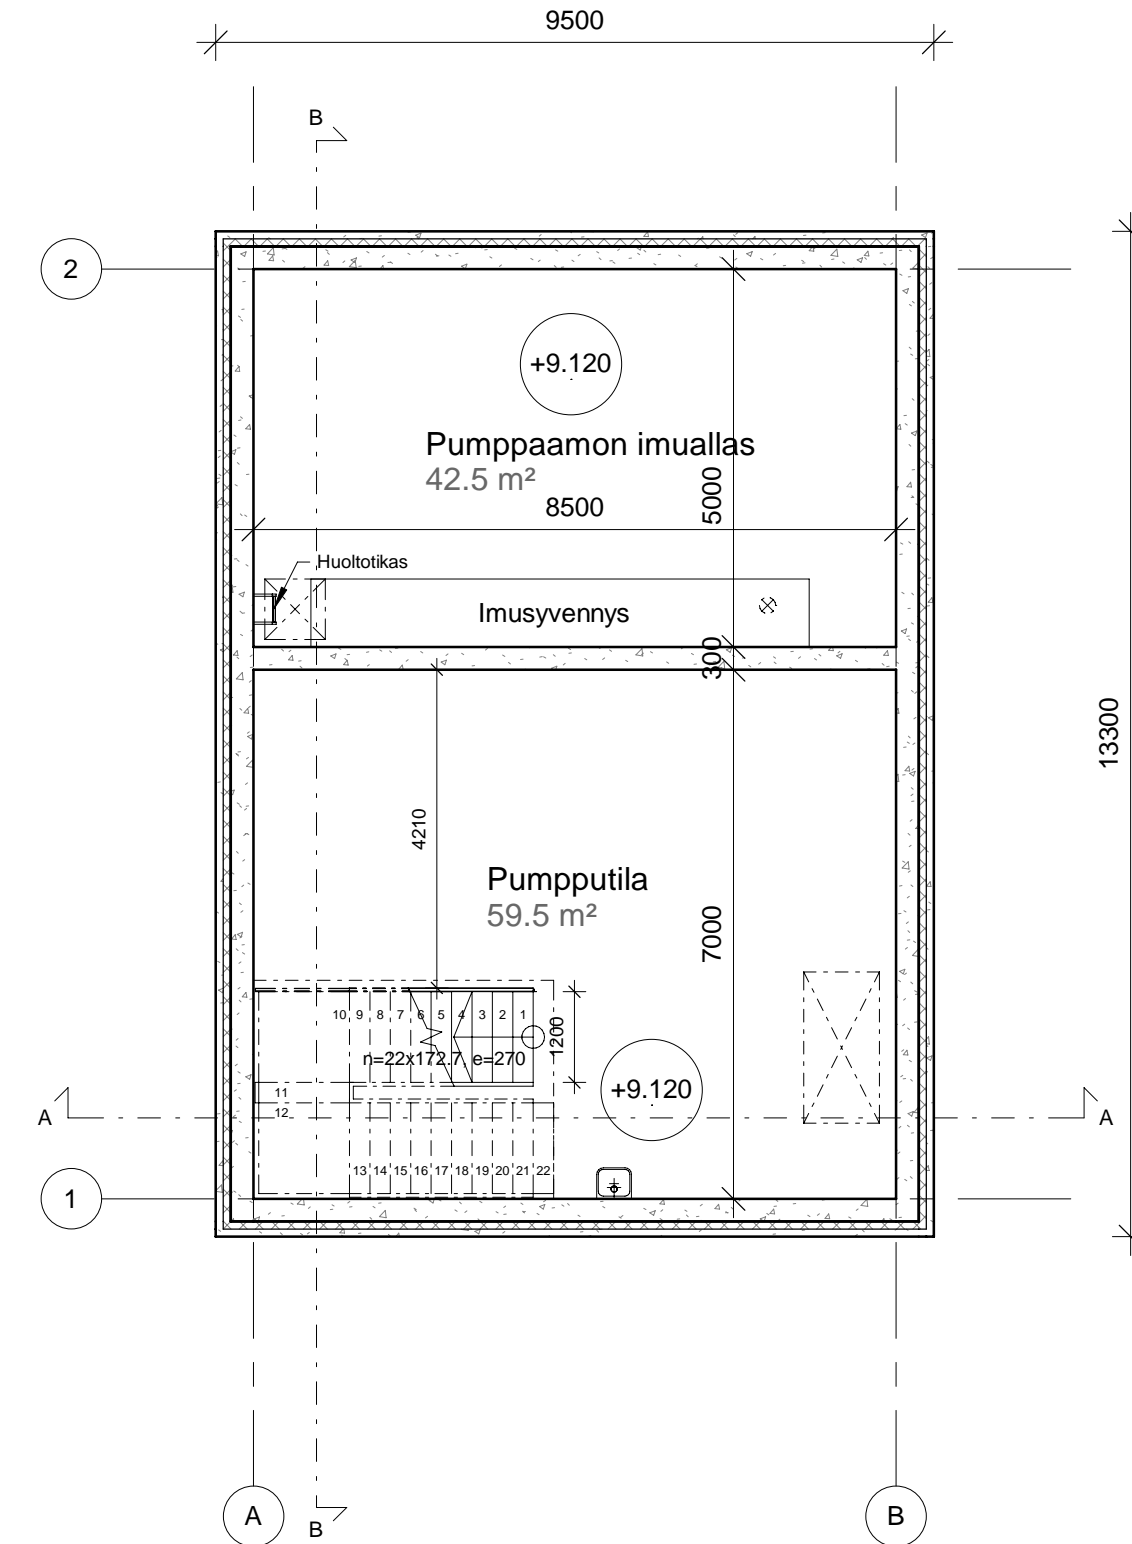 9500
B
2
+9.120
Pumppaamon imuallas
42.5 m²
8500
5000
Huoltotikas
Imusyvennys
300
13300
4210
Pumpputila
59.5 m²
7000
10 9 8 7 6 5 4 3 2 1
1200
n=22x172.7, e=270
+9.120
11
12
A
A
13 14 15 16 17 18 19 20 21 22
1
A
B
B